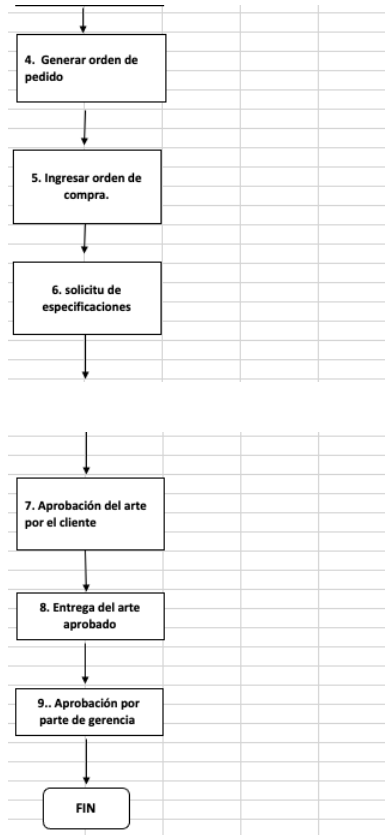 4. Generar orden de
pedido
5. Ingresar orden de
compra.
6. solicitu de
especificaciones
7. Aprobación del arte
por el cliente
8. Entrega del arte
aprobado
9.. Aprobación por
parte de gerencia
FIN